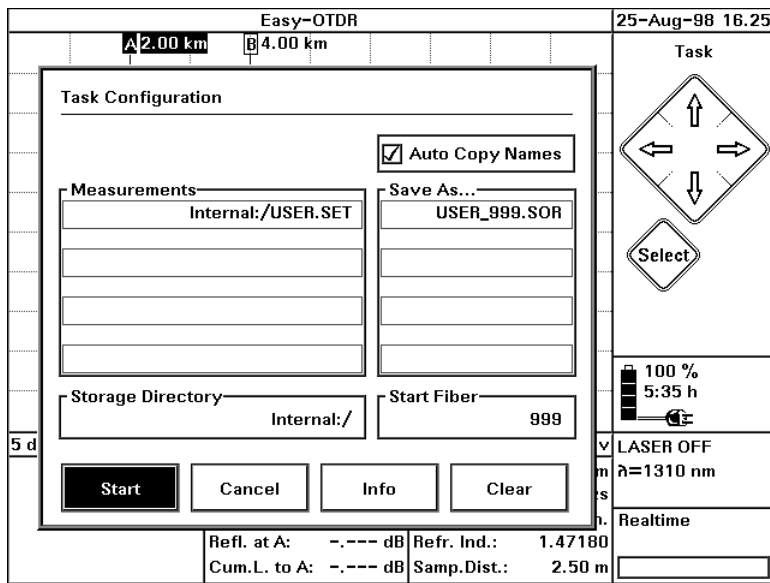 Easy-OTDR
25-Aug-98 16.25
A 2.00 km
B 4.00 km
Task
Task Configuration
Auto Copy Names
Measurements
Save As...
Internal:/USER.SET
USER_999.SOR
Select
Storage Directory
Start Fiber
Internal:/
999
100 %
5:35 h
5 d
v
LASER OFF
m
λ=1310 nm
Start
Cancel
Info
Clear
s
n.
Realtime
Refl. at A: -.--- dB
Refr. Ind.: 1.47180
Cum.L. to A: -.--- dB
Samp.Dist.: 2.50 m